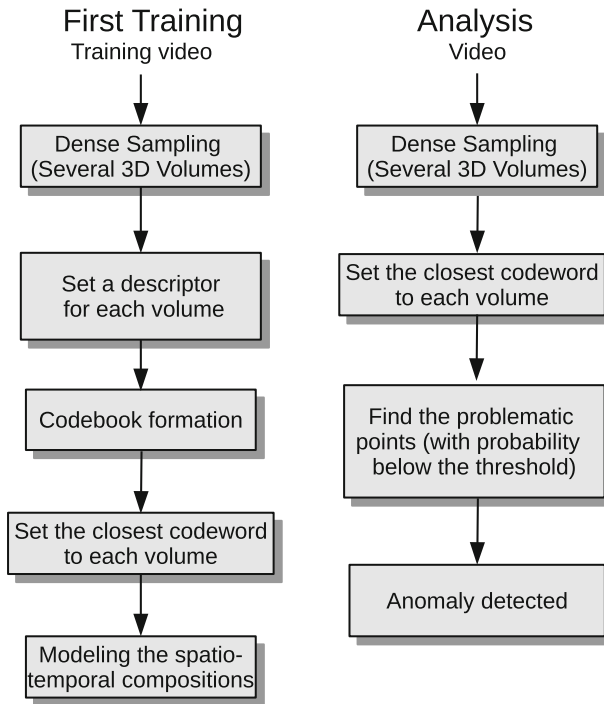 First Training
Training video
Dense Sampling
(Several 3D Volumes)
Set a descriptor
for each volume
Codebook formation
Set the closest codeword
to each volume
Modeling the spatio-
temporal compositions
Analysis
Video
Dense Sampling
(Several 3D Volumes)
Set the closest codeword
to each volume
Find the problematic
points (with probability
below the threshold)
Anomaly detected